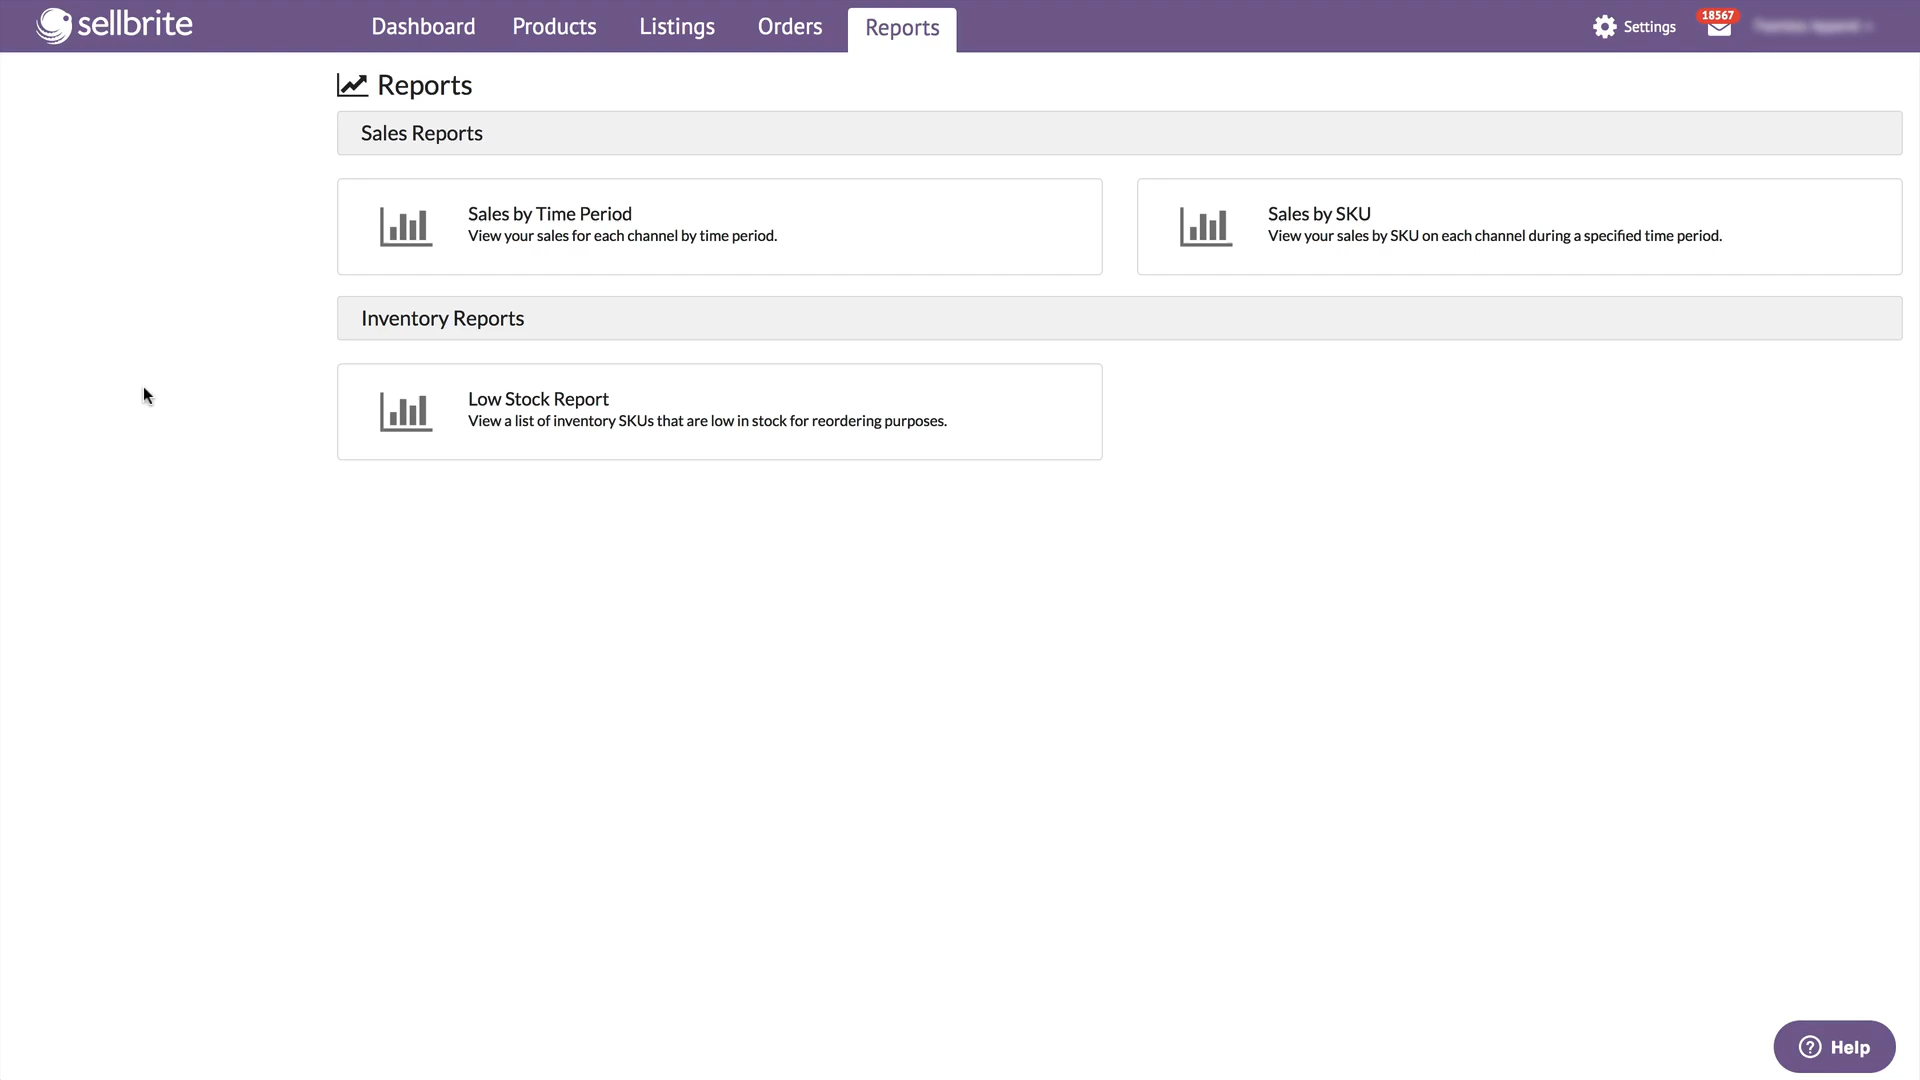 sellbrite
Dashboard
Products
Listings
Orders
Reports
Settings
18567
Reports
Sales Reports
Sales by Time Period
View your sales for each channel by time period.
Sales by SKU
View your sales by SKU on each channel during a specified time period.
Inventory Reports
Low Stock Report
View a list of inventory SKUs that are low in stock for reordering purposes.
Help